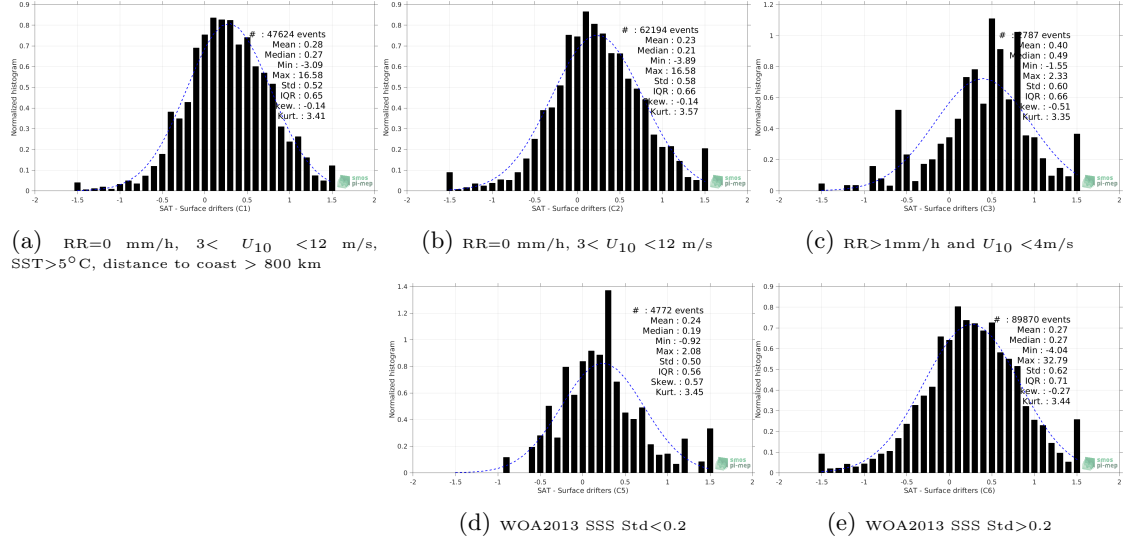 0.9
0.8
0.7
0.6
0.5
0.4
0.3
0.2
0.1
0
Normalized histogram
# : 47624 events
Mean : 0.28
Median : 0.27
Min : -3.09
Max : 16.58
Std : 0.52
IQR : 0.65
Skew. : -0.14
Kurt. : 3.41
smos
pi-mep
-2 -1.5 -1 -0.5 0 0.5 1 1.5 2
SAT - Surface drifters (C1)
(a) RR=0 mm/h, 3< U10 <12 m/s,
SST>5°C, distance to coast > 800 km
0.9
0.8
0.7
0.6
0.5
0.4
0.3
0.2
0.1
0
Normalized histogram
# : 62194 events
Mean : 0.23
Median : 0.21
Min : -3.89
Max : 16.58
Std : 0.58
IQR : 0.66
Skew. : -0.14
Kurt. : 3.57
smos
pi-mep
-2 -1.5 -1 -0.5 0 0.5 1 1.5 2
SAT - Surface drifters (C2)
(b) RR=0 mm/h, 3< U10 <12 m/s
1.2
1
0.8
0.6
0.4
0.2
0
Normalized histogram
# : 2787 events
Mean : 0.40
Median : 0.49
Min : -1.55
Max : 2.33
Std : 0.60
IQR : 0.66
Skew. : -0.51
Kurt. : 3.35
smos
pi-mep
-2 -1.5 -1 -0.5 0 0.5 1 1.5 2
SAT - Surface drifters (C3)
(c) RR>1mm/h and U10 <4m/s
1.4
1.2
1
0.8
0.6
0.4
0.2
0
Normalized histogram
# : 4772 events
Mean : 0.24
Median : 0.19
Min : -0.92
Max : 2.08
Std : 0.50
IQR : 0.56
Skew. : 0.57
Kurt. : 3.45
smos
pi-mep
-2 -1.5 -1 -0.5 0 0.5 1 1.5 2
SAT - Surface drifters (C5)
(d) WOA2013 SSS Std<0.2
0.9
0.8
0.7
0.6
0.5
0.4
0.3
0.2
0.1
0
Normalized histogram
# : 89870 events
Mean : 0.27
Median : 0.27
Min : -4.04
Max : 32.79
Std : 0.62
IQR : 0.71
Skew. : -0.27
Kurt. : 3.44
smos
pi-mep
-2 -1.5 -1 -0.5 0 0.5 1 1.5 2
SAT - Surface drifters (C6)
(e) WOA2013 SSS Std>0.2